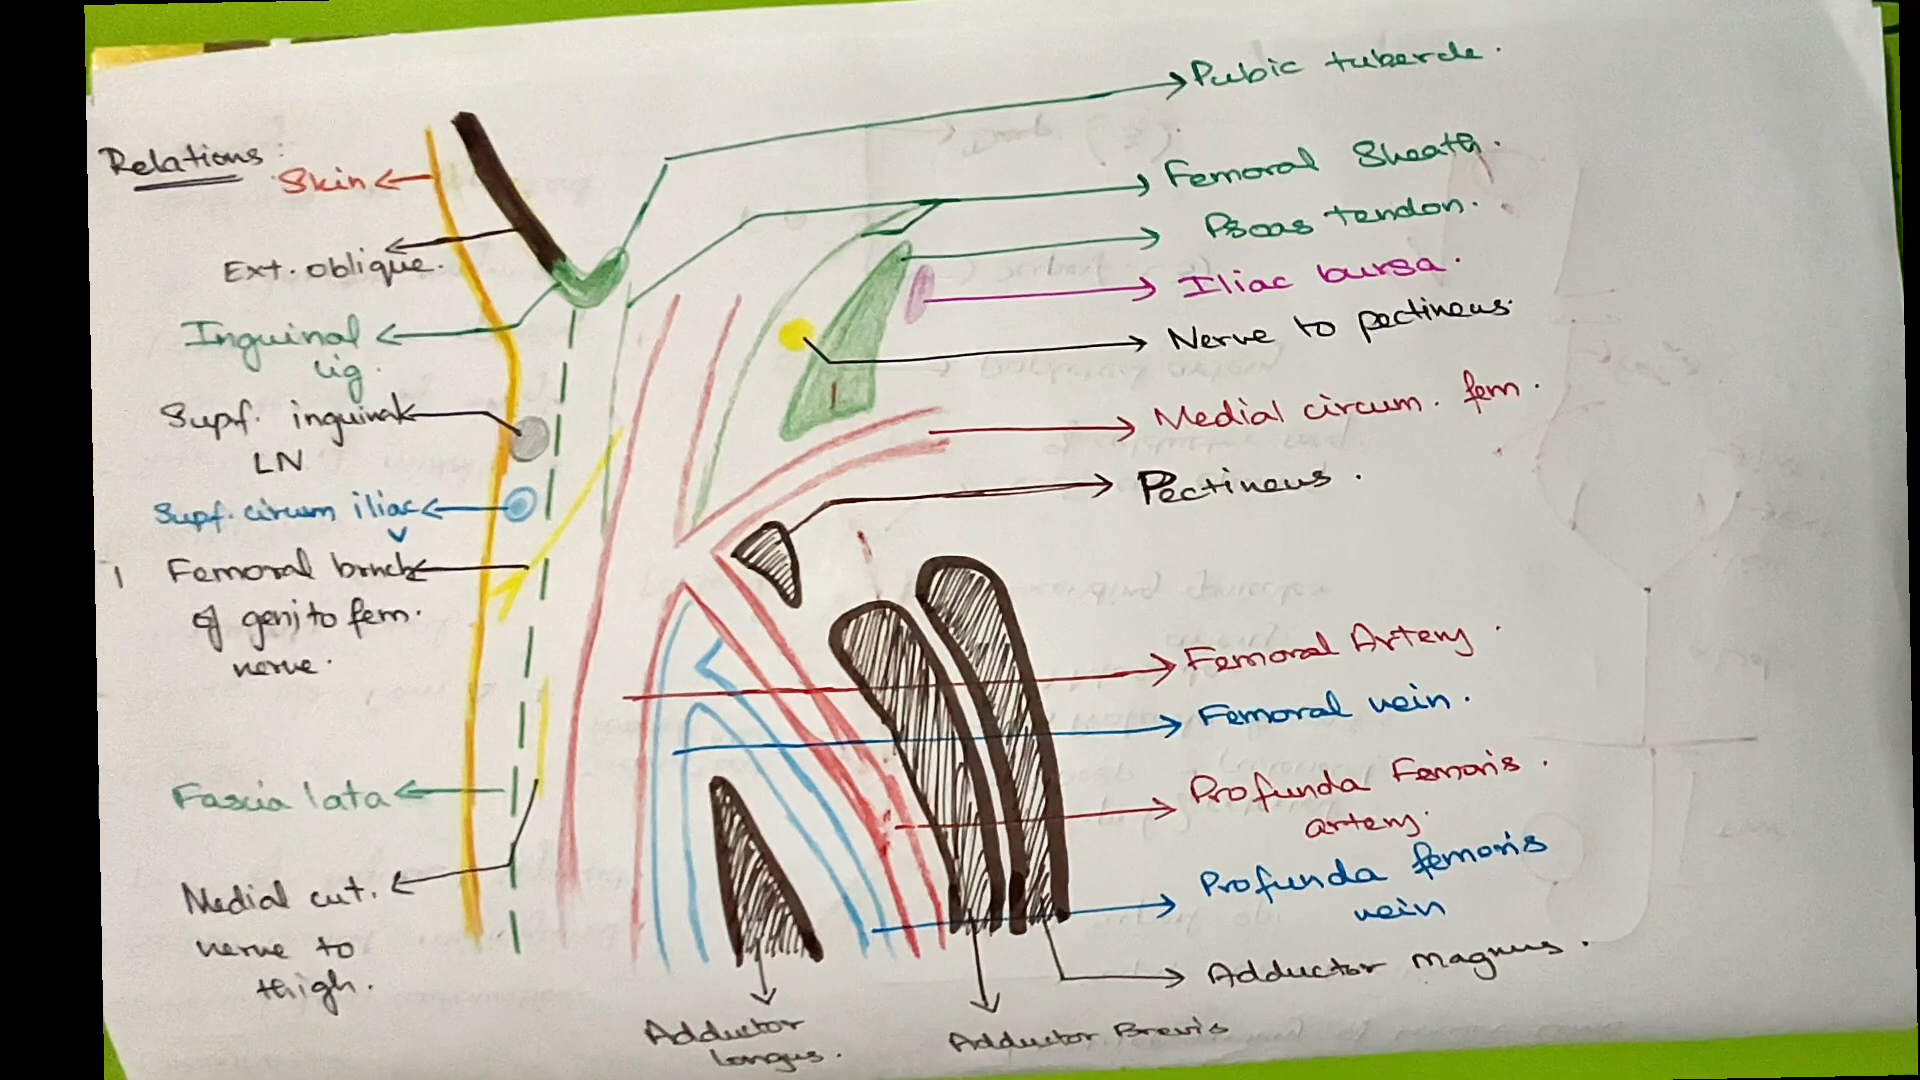 Relations:
Skin
Ext. oblique.
Inguinal
lig.
Supf. inguinal
LN
Supf. circum iliac
v
Femoral brnch
of genito fem.
nerve.
Fascia lata
Medial cut.
nerve to
thigh.
Pubic tubercle.
Femoral Sheath.
Psoas tendon.
Iliac bursa.
Nerve to pectineus.
Medial circum. fem.
Pectineus.
Femoral Artery.
Femoral vein.
Profunda Femoris.
artery.
Profunda femoris
vein
Adductor magnus.
Adductor
longus.
Adductor Brevis